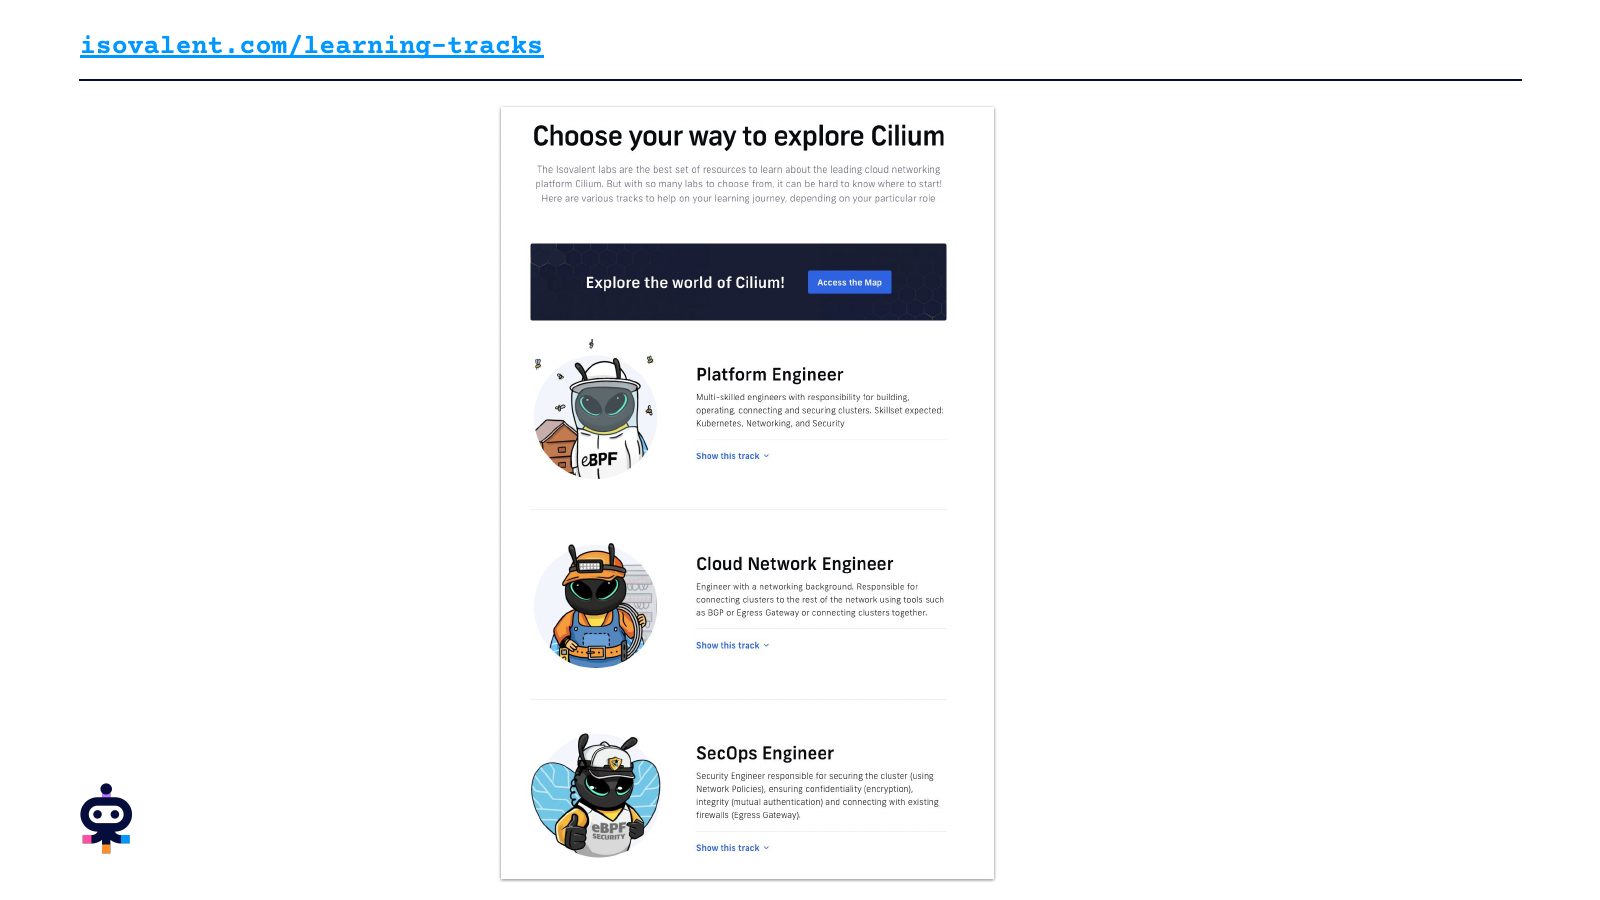 isovalent.com/learning-tracks
Choose your way to explore Cilium
The Isovalent labs are the best set of resources to learn about the leading cloud networking
platform Cilium. But with so many labs to choose from, it can be hard to know where to start!
Here are various tracks to help on your learning journey, depending on your particular role
Explore the world of Cilium!
Access the Map
eBPF
Platform Engineer
Multi-skilled engineers with responsibility for building,
operating, connecting and securing clusters. Skillset expected:
Kubernetes, Networking, and Security
Show this track
Cloud Network Engineer
Engineer with a networking background. Responsible for
connecting clusters to the rest of the network using tools such
as BGP or Egress Gateway or connecting clusters together.
Show this track
eBPF
SECURITY
SecOps Engineer
Security Engineer responsible for securing the cluster (using
Network Policies), ensuring confidentiality (encryption),
integrity (mutual authentication) and connecting with existing
firewalls (Egress Gateway).
Show this track